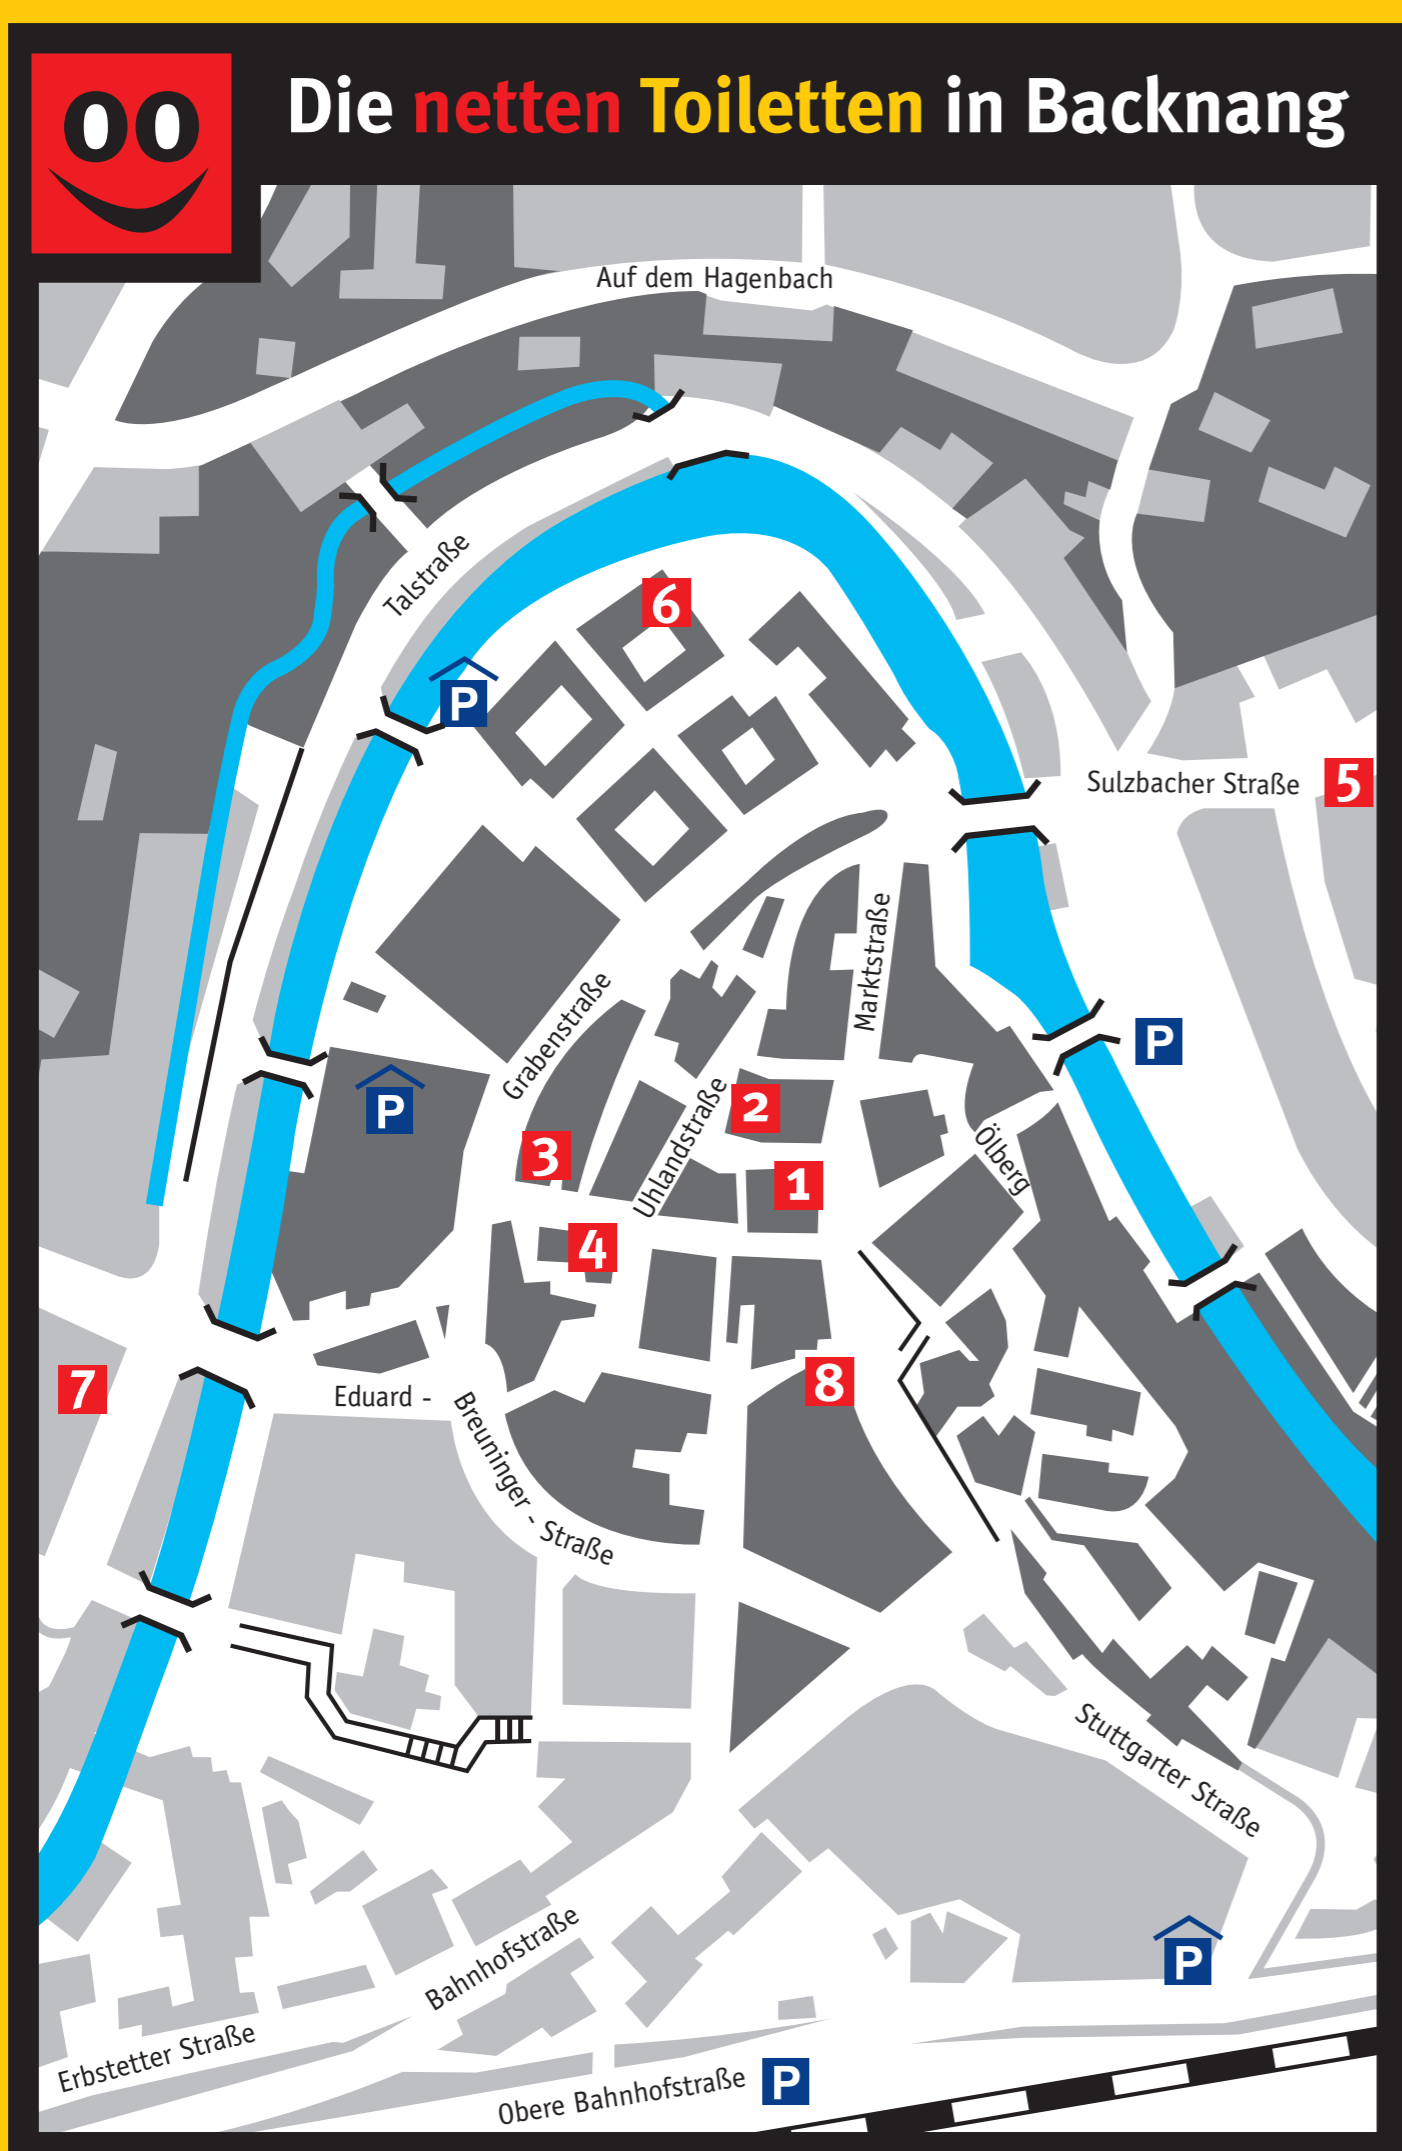 Die netten Toiletten in Backnang
Auf dem Hagenbach
Talstraße
6
P
Sulzbacher Straße
5
Marktstraße
Grabenstraße
P
P
Uhlandstraße
2
Ölberg
3
1
4
7
Eduard -
Breuninger - Straße
8
Stuttgarter Straße
Bahnhofstraße
P
Erbstetter Straße
Obere Bahnhofstraße
P